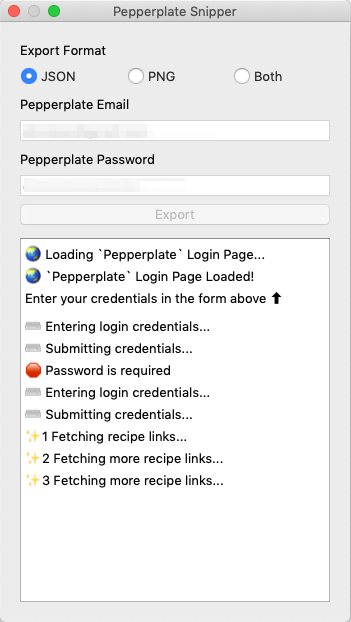 Pepperplate Snipper
Export Format
JSON
PNG
Both
Pepperplate Email
Pepperplate Password
Export
🌏 Loading `Pepperplate` Login Page...
🌏 `Pepperplate` Login Page Loaded!
Enter your credentials in the form above ⬆
⌨ Entering login credentials...
⌨ Submitting credentials...
🛑 Password is required
⌨ Entering login credentials...
⌨ Submitting credentials...
✨1 Fetching recipe links...
✨2 Fetching more recipe links...
✨3 Fetching more recipe links...